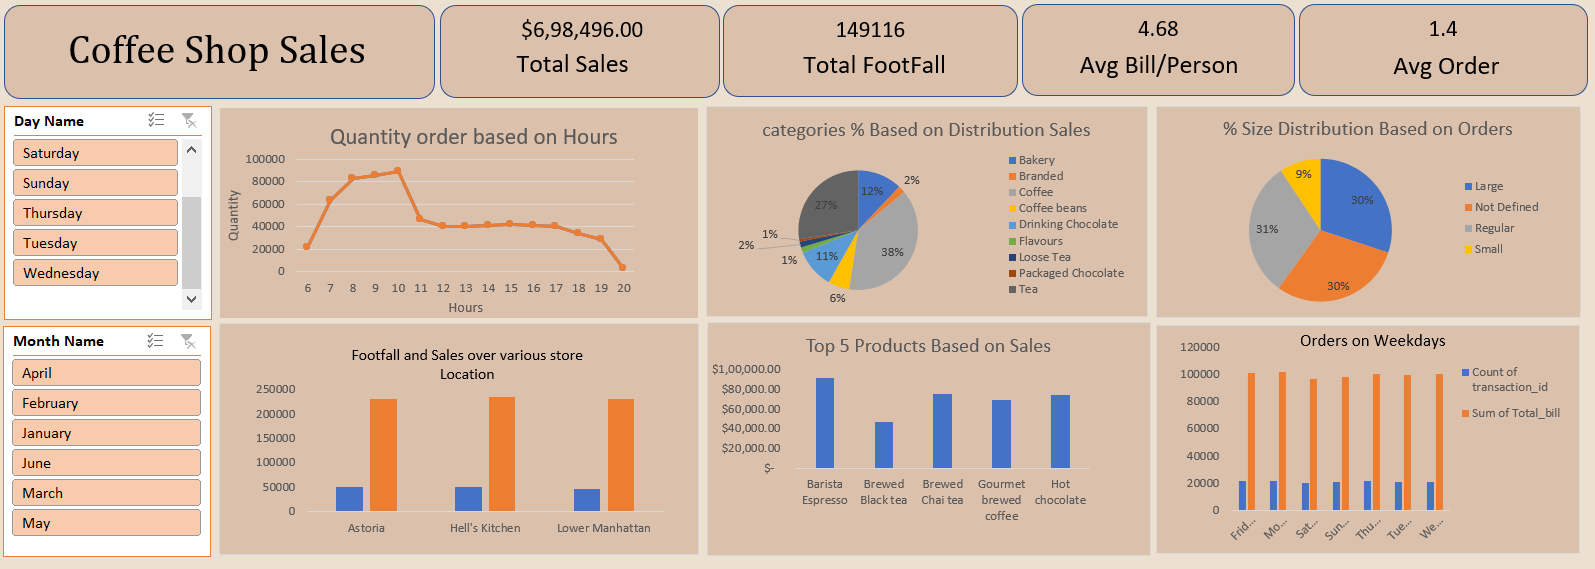 Coffee Shop Sales
$6,98,496.00
Total Sales
149116
Total FootFall
4.68
Avg Bill/Person
1.4
Avg Order
Day Name
Saturday
Sunday
Thursday
Tuesday
Wednesday
Month Name
April
February
January
June
March
May
Quantity order based on Hours
Quantity
100000
80000
60000
40000
20000
0
6 7 8 9 10 11 12 13 14 15 16 17 18 19 20
Hours
categories % Based on Distribution Sales
12%
2%
38%
6%
11%
1%
2%
1%
27%
Bakery
Branded
Coffee
Coffee beans
Drinking Chocolate
Flavours
Loose Tea
Packaged Chocolate
Tea
% Size Distribution Based on Orders
30%
30%
31%
9%
Large
Not Defined
Regular
Small
Footfall and Sales over various store
Location
250000
200000
150000
100000
50000
0
Astoria
Hell's Kitchen
Lower Manhattan
Top 5 Products Based on Sales
$1,00,000.00
$80,000.00
$60,000.00
$40,000.00
$20,000.00
$-
Barista
Espresso
Brewed
Black tea
Brewed
Chai tea
Gourmet
brewed
coffee
Hot
chocolate
Orders on Weekdays
120000
100000
80000
60000
40000
20000
0
Frid...
Mo...
Sat...
Sun...
Thu...
Tue...
We...
Count of
transaction_id
Sum of Total_bill